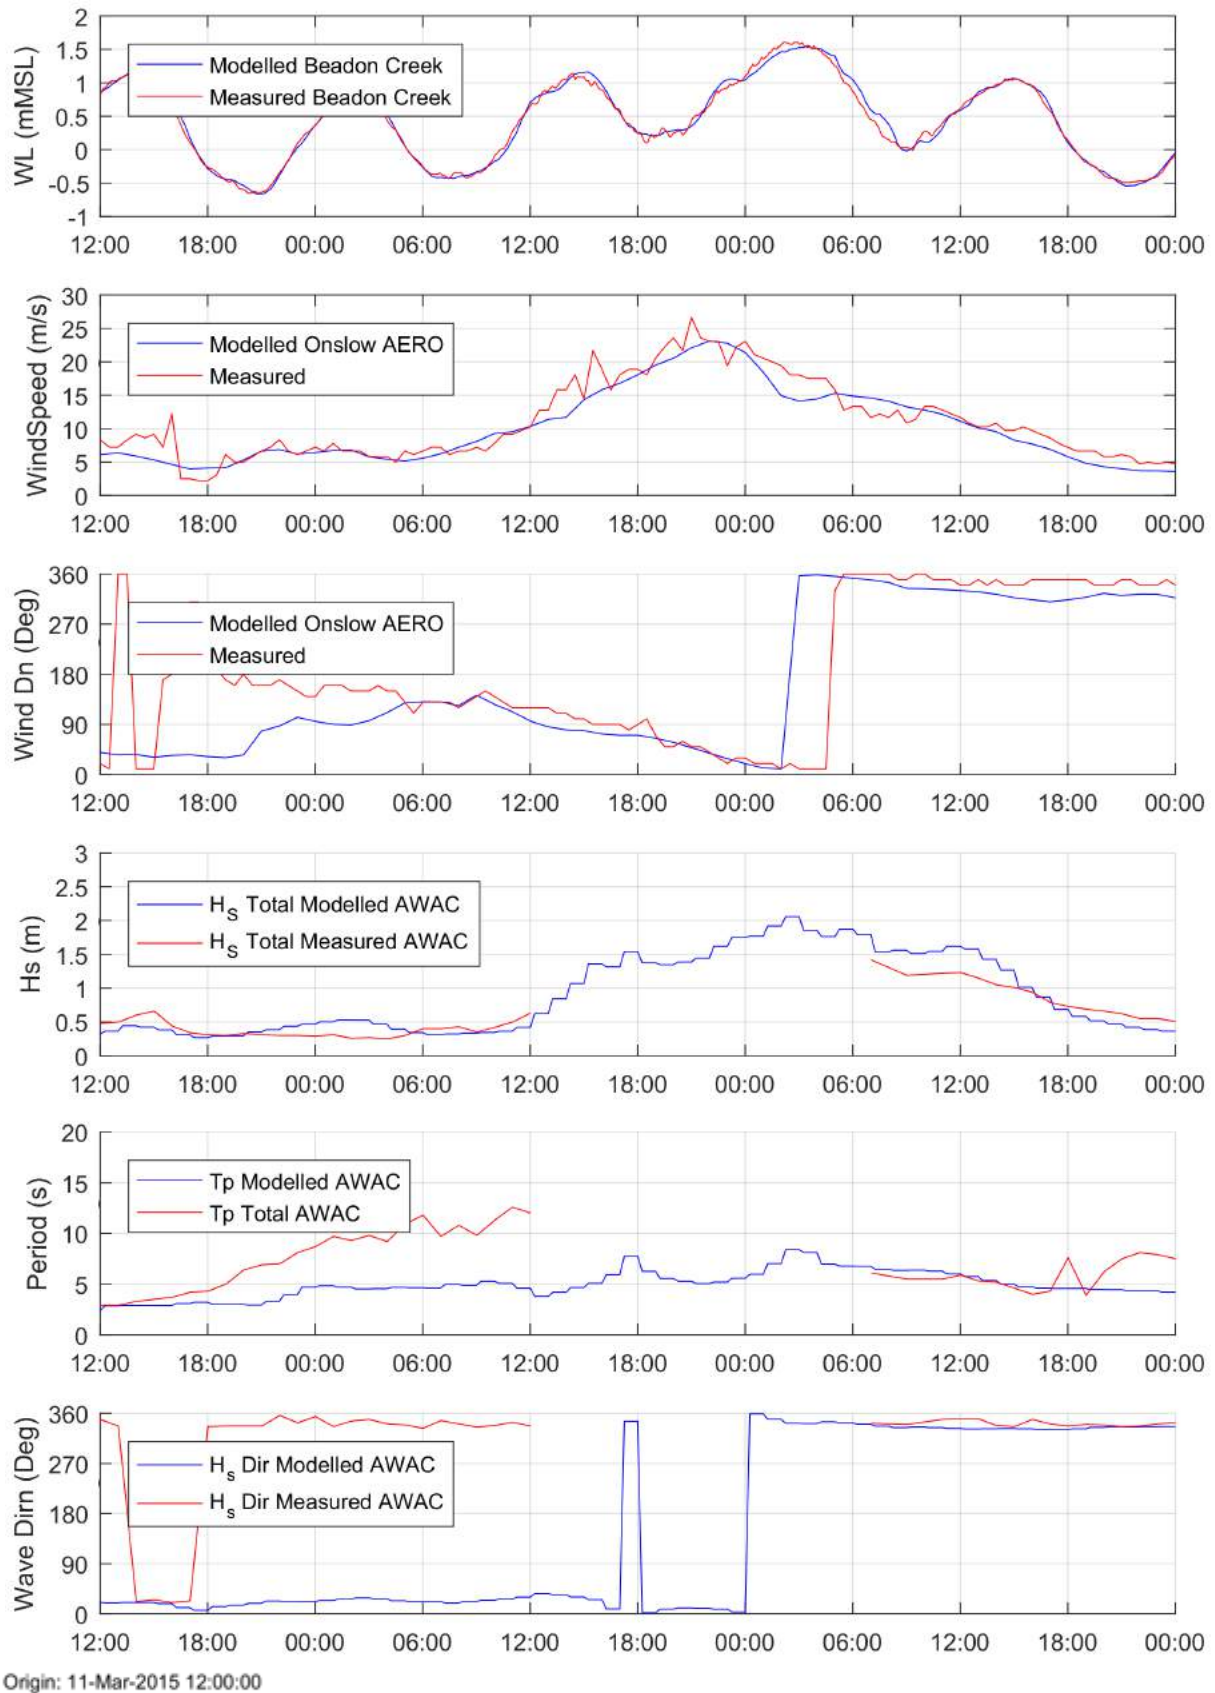 2
1.5
1
0.5
0
-0.5
-1
WL (mMSL)
Modelled Beadon Creek
Measured Beadon Creek
12:00 18:00 00:00 06:00 12:00 18:00 00:00 06:00 12:00 18:00 00:00
30
25
20
15
10
5
0
WindSpeed (m/s)
Modelled Onslow AERO
Measured
12:00 18:00 00:00 06:00 12:00 18:00 00:00 06:00 12:00 18:00 00:00
360
270
180
90
0
Wind Dn (Deg)
Modelled Onslow AERO
Measured
12:00 18:00 00:00 06:00 12:00 18:00 00:00 06:00 12:00 18:00 00:00
3
2.5
2
1.5
1
0.5
0
Hs (m)
H_S Total Modelled AWAC
H_S Total Measured AWAC
12:00 18:00 00:00 06:00 12:00 18:00 00:00 06:00 12:00 18:00 00:00
20
15
10
5
0
Period (s)
Tp Modelled AWAC
Tp Total AWAC
12:00 18:00 00:00 06:00 12:00 18:00 00:00 06:00 12:00 18:00 00:00
360
270
180
90
0
Wave Dirn (Deg)
H_s Dir Modelled AWAC
H_s Dir Measured AWAC
12:00 18:00 00:00 06:00 12:00 18:00 00:00 06:00 12:00 18:00 00:00
Origin: 11-Mar-2015 12:00:00